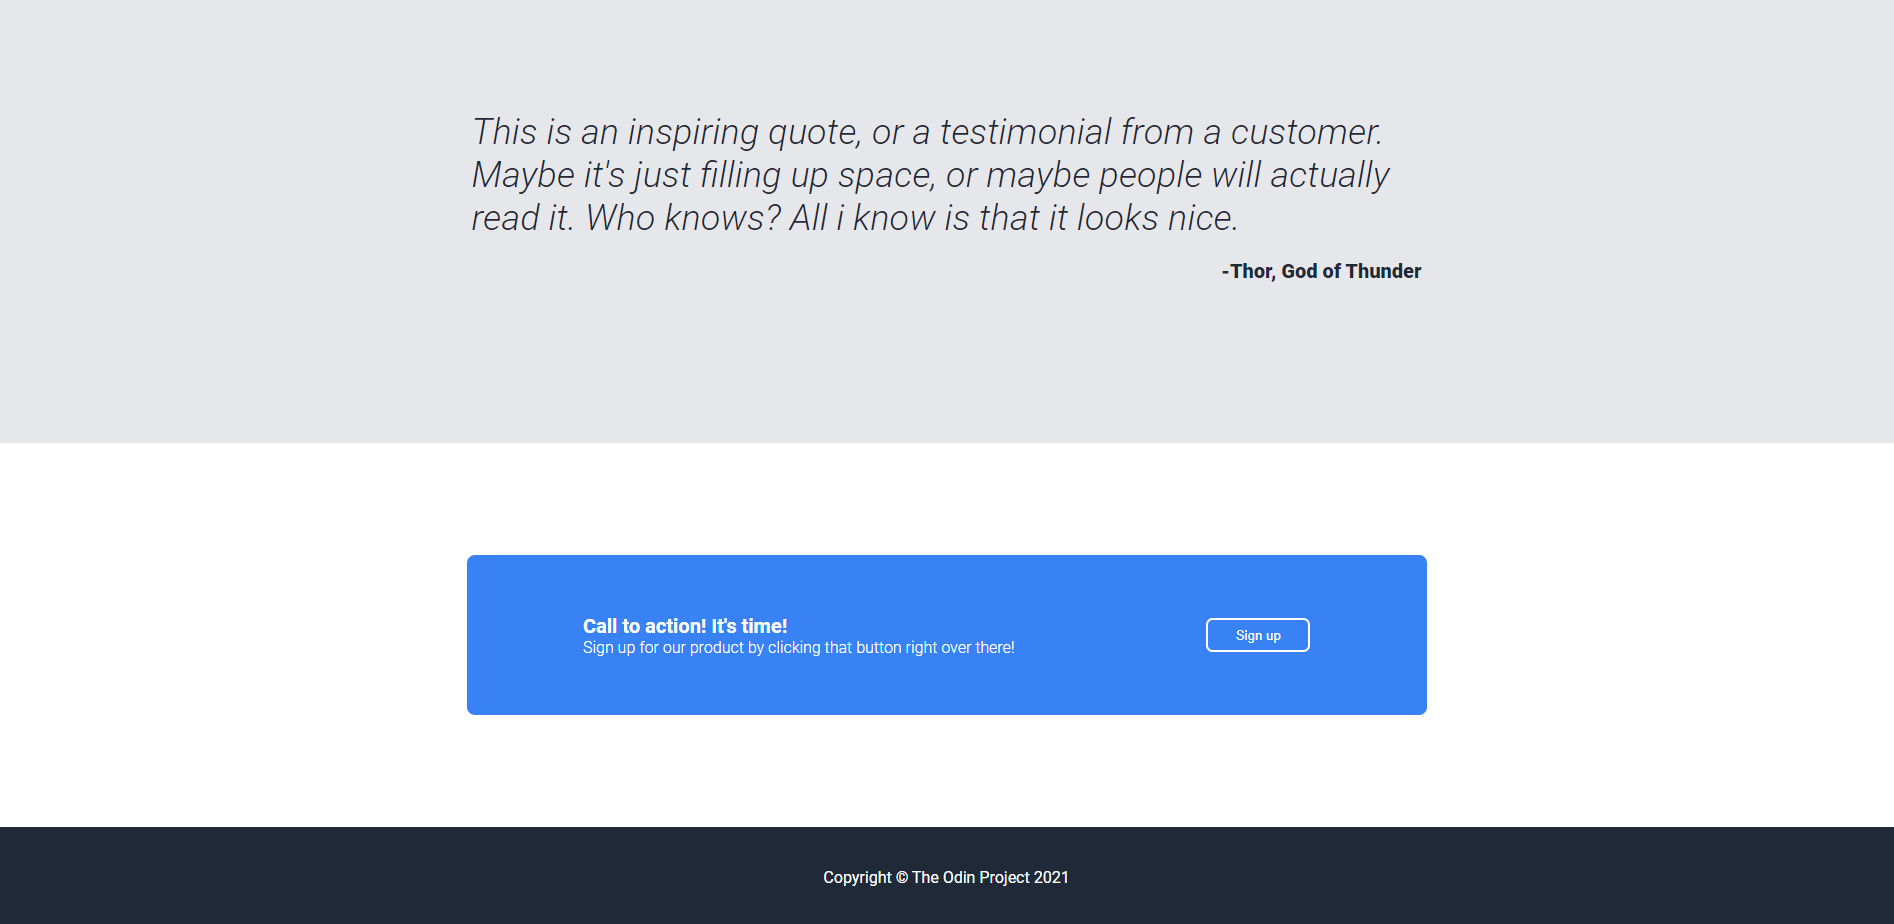 This is an inspiring quote, or a testimonial from a customer.
Maybe it's just filling up space, or maybe people will actually
read it. Who knows? All i know is that it looks nice.
-Thor, God of Thunder
Call to action! It's time!
Sign up for our product by clicking that button right over there!
Sign up
Copyright © The Odin Project 2021